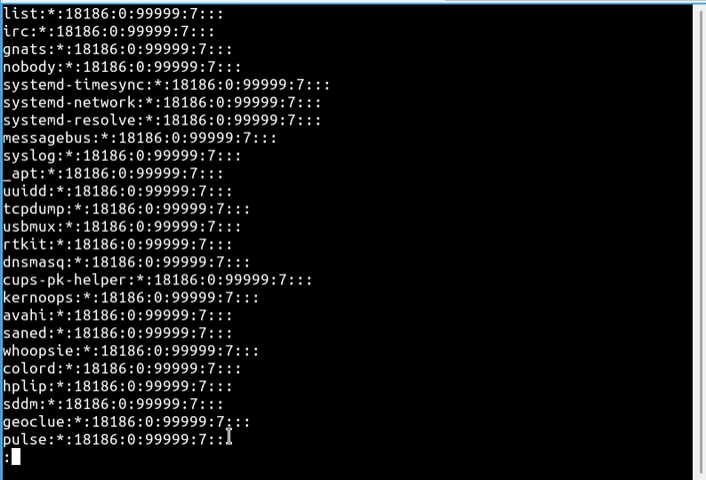 list:*:18186:0:99999:7:::
irc:*:18186:0:99999:7:::
gnats:*:18186:0:99999:7:::
nobody:*:18186:0:99999:7:::
systemd-timesync:*:18186:0:99999:7:::
systemd-network:*:18186:0:99999:7:::
systemd-resolve:*:18186:0:99999:7:::
messagebus:*:18186:0:99999:7:::
syslog:*:18186:0:99999:7:::
_apt:*:18186:0:99999:7:::
uuidd:*:18186:0:99999:7:::
tcpdump:*:18186:0:99999:7:::
usbmux:*:18186:0:99999:7:::
rtkit:*:18186:0:99999:7:::
dnsmasq:*:18186:0:99999:7:::
cups-pk-helper:*:18186:0:99999:7:::
kernoops:*:18186:0:99999:7:::
avahi:*:18186:0:99999:7:::
saned:*:18186:0:99999:7:::
whoopsie:*:18186:0:99999:7:::
colord:*:18186:0:99999:7:::
hplip:*:18186:0:99999:7:::
sddm:*:18186:0:99999:7:::
geoclue:*:18186:0:99999:7:::
pulse:*:18186:0:99999:7:::
: